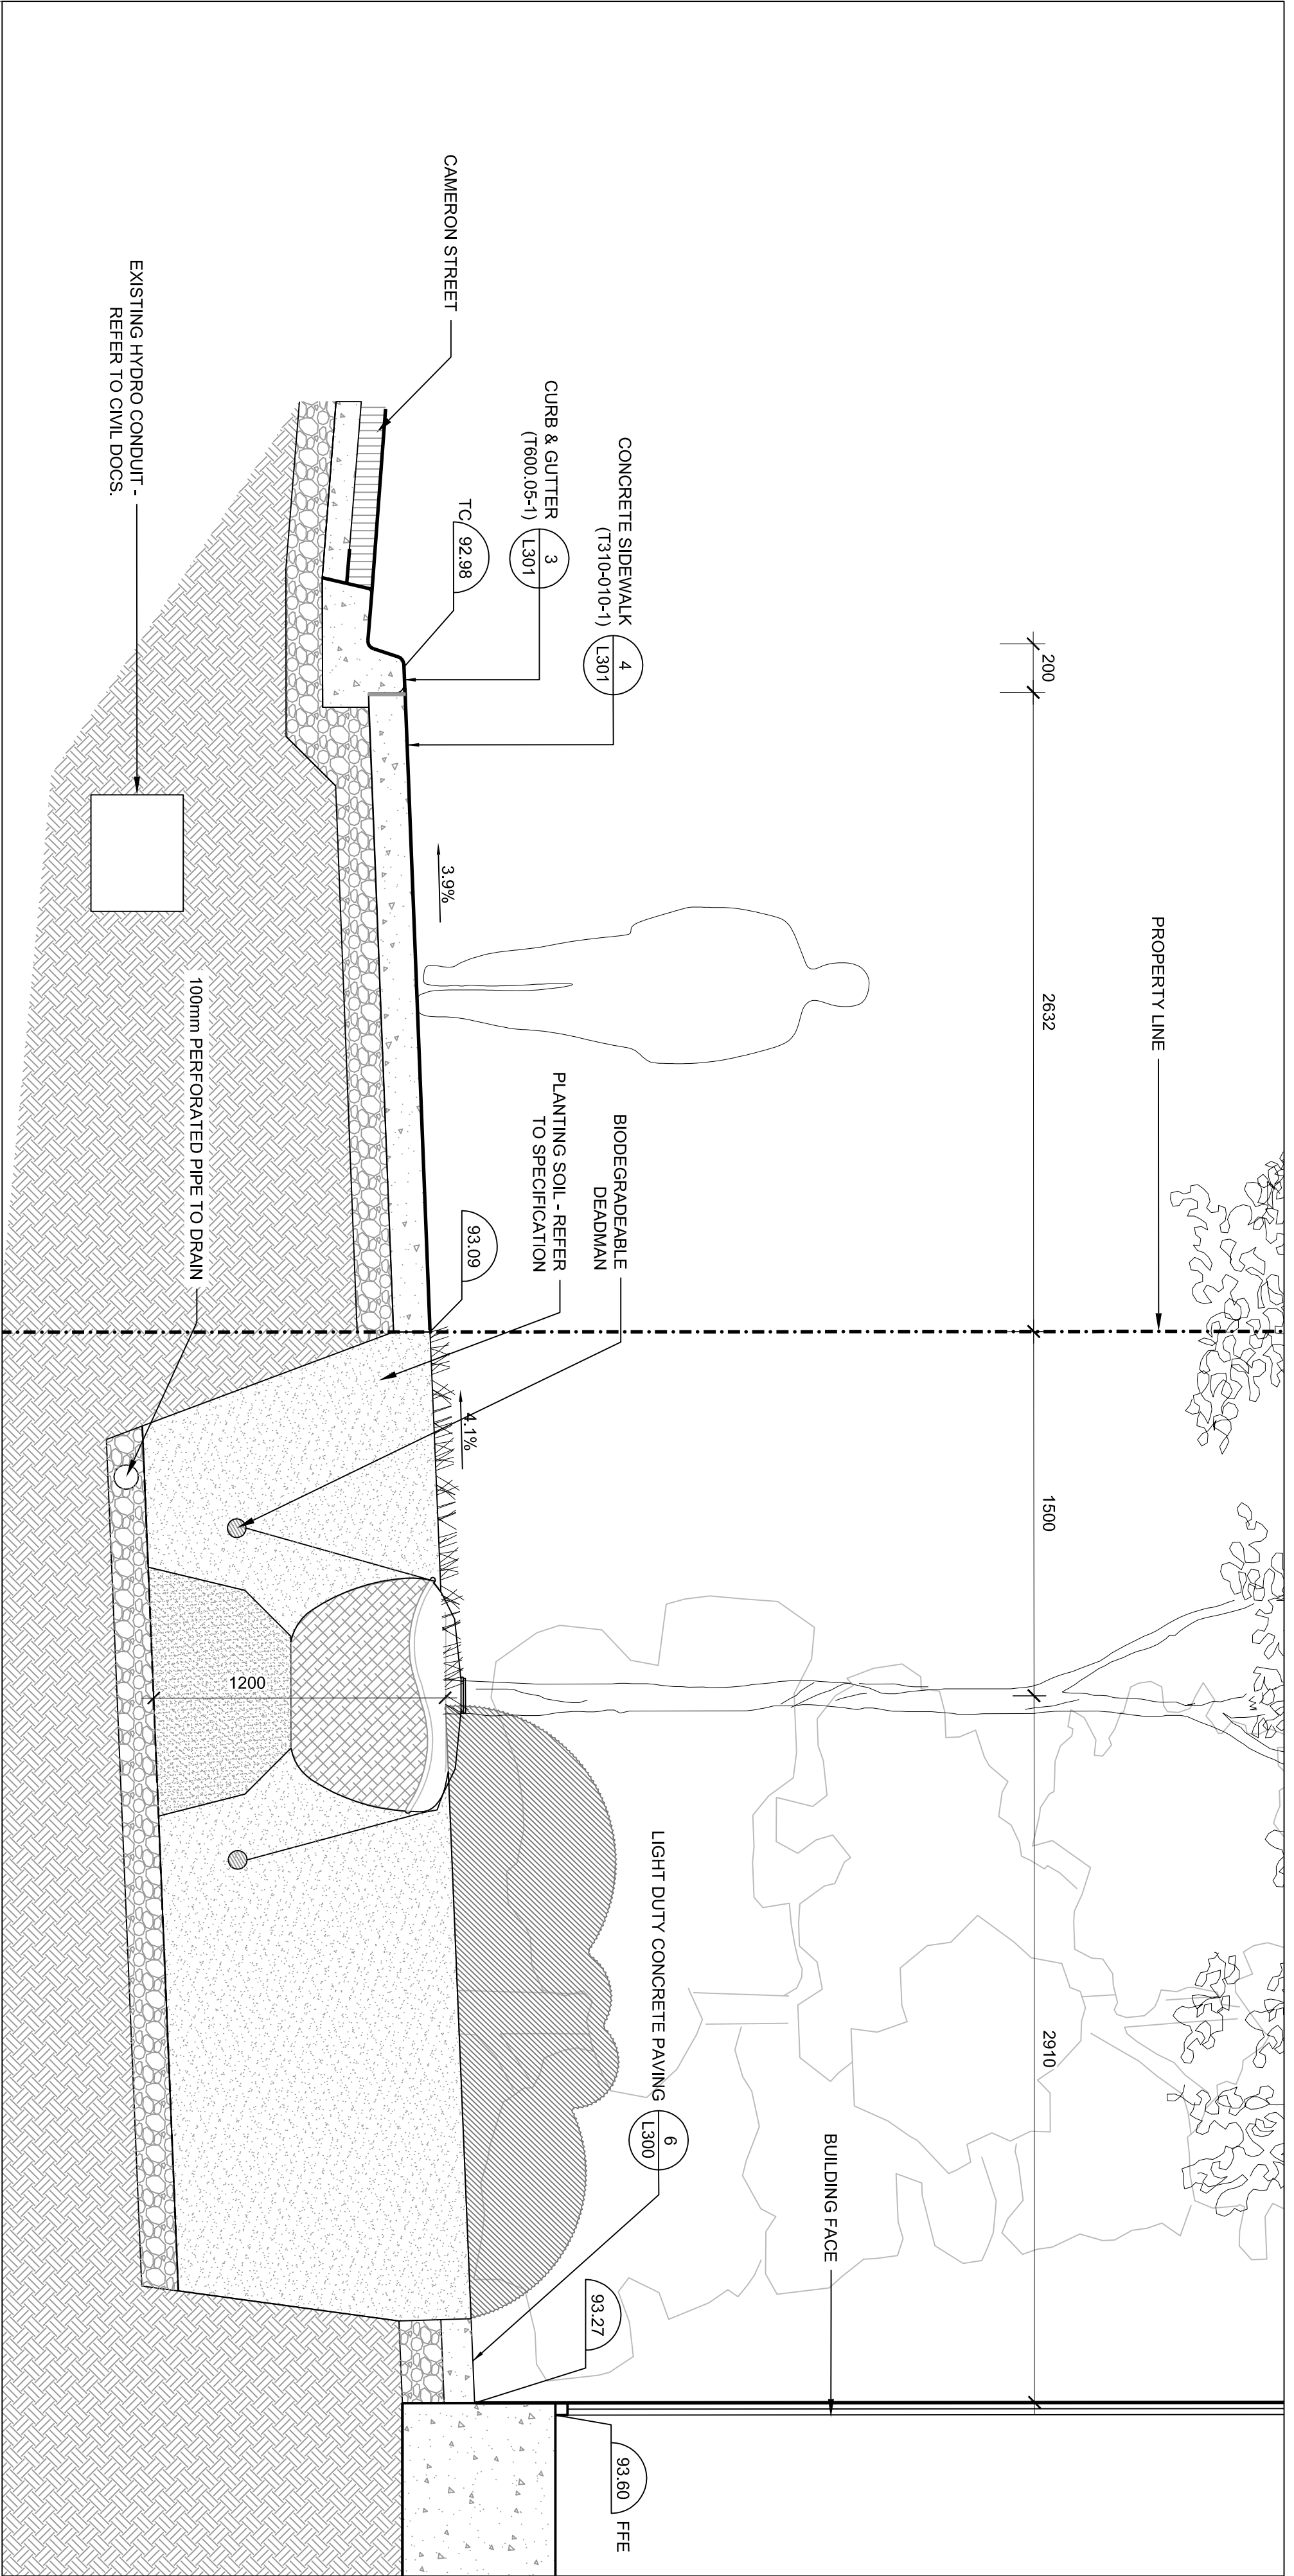 PROPERTY LINE
200
2632
1500
2910
BUILDING FACE
LIGHT DUTY CONCRETE PAVING
6
L300
CONCRETE SIDEWALK
(T310-010-1)
4
L301
CURB & GUTTER
(T600.05-1)
3
L301
TC
92.98
CAMERON STREET
BIODEGRADEABLE
DEADMAN
PLANTING SOIL - REFER
TO SPECIFICATION
93.09
3.9%
4.1%
93.27
93.60
FFE
1200
100mm PERFORATED PIPE TO DRAIN
EXISTING HYDRO CONDUIT -
REFER TO CIVIL DOCS.